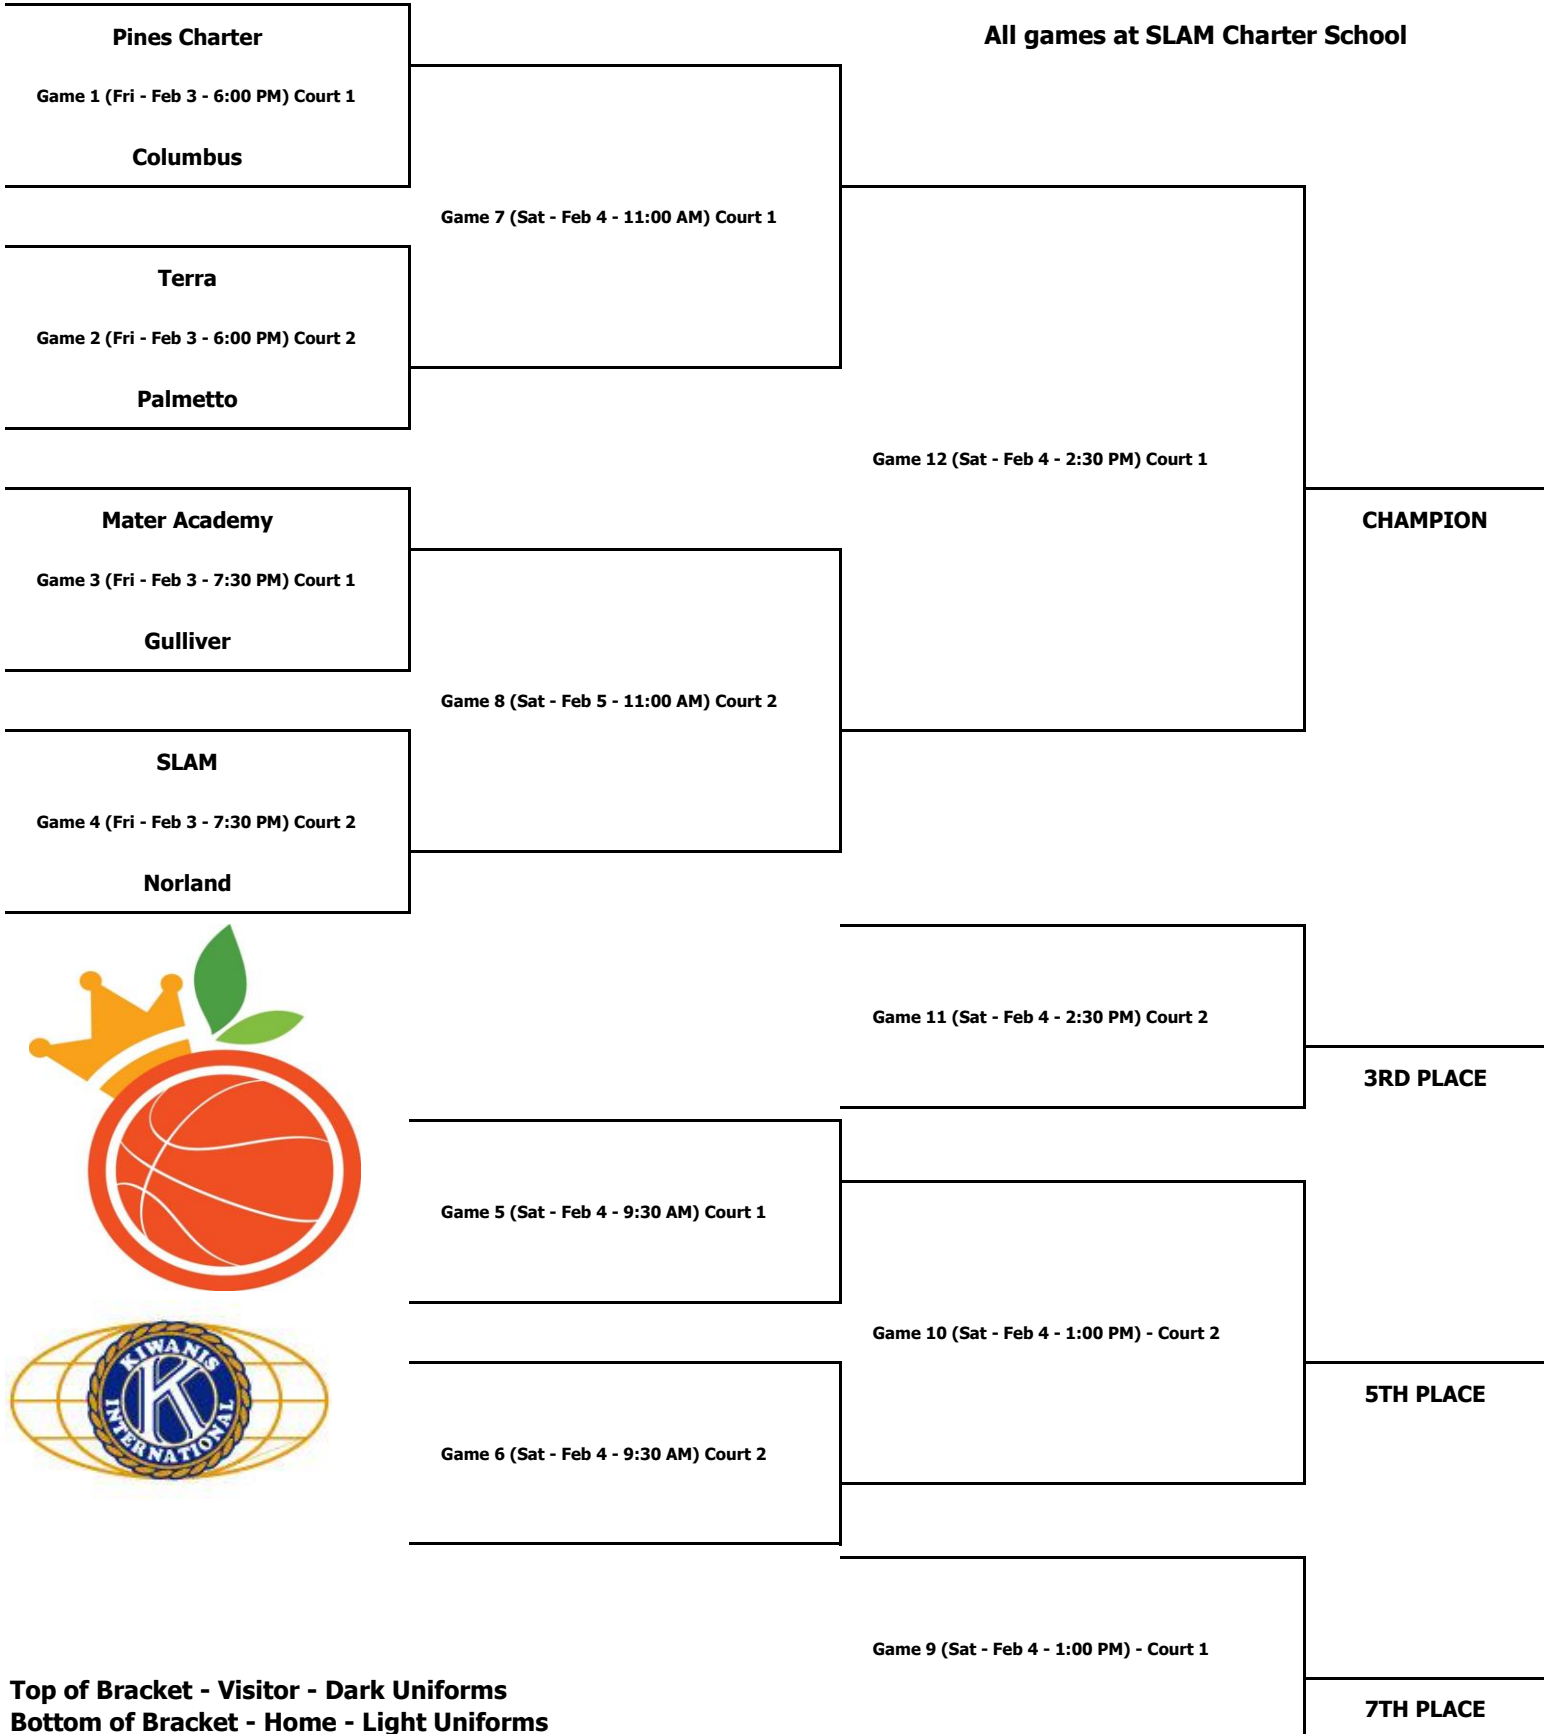 Pines Charter
All games at SLAM Charter School
Game 1 (Fri - Feb 3 - 6:00 PM) Court 1
Columbus
Game 7 (Sat - Feb 4 - 11:00 AM) Court 1
Terra
Game 2 (Fri - Feb 3 - 6:00 PM) Court 2
Palmetto
Game 12 (Sat - Feb 4 - 2:30 PM) Court 1
Mater Academy
CHAMPION
Game 3 (Fri - Feb 3 - 7:30 PM) Court 1
Gulliver
Game 8 (Sat - Feb 5 - 11:00 AM) Court 2
SLAM
Game 4 (Fri - Feb 3 - 7:30 PM) Court 2
Norland
Game 11 (Sat - Feb 4 - 2:30 PM) Court 2
3RD PLACE
Game 5 (Sat - Feb 4 - 9:30 AM) Court 1
Game 10 (Sat - Feb 4 - 1:00 PM) - Court 2
KIWANIS
K
INTERNATIONAL
5TH PLACE
Game 6 (Sat - Feb 4 - 9:30 AM) Court 2
Game 9 (Sat - Feb 4 - 1:00 PM) - Court 1
Top of Bracket - Visitor - Dark Uniforms
7TH PLACE
Bottom of Bracket - Home - Light Uniforms